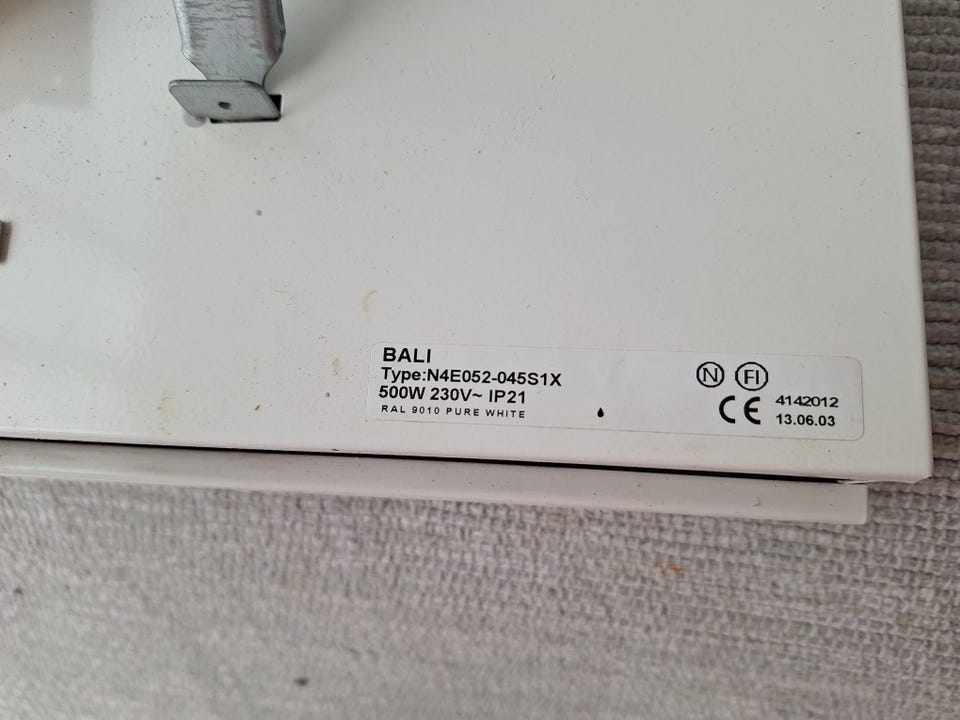 BALI
Type:N4E052-045S1X
500W 230V~ IP21
RAL 9010 PURE WHITE
N FI
CE 4142012
13.06.03